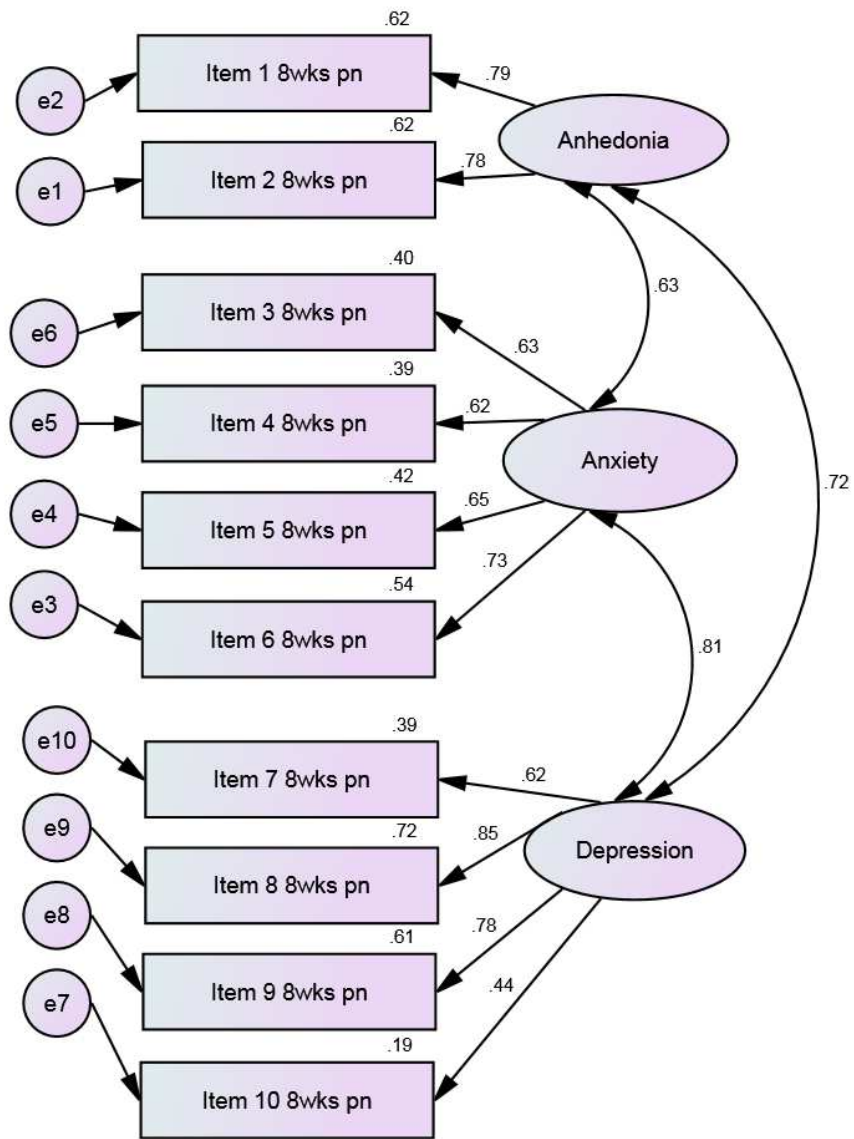 .62
Item 1 8wks pn
.79
e2
Anhedonia
.62
Item 2 8wks pn
.78
e1
.63
.40
Item 3 8wks pn
.63
e6
.39
Item 4 8wks pn
.62
e5
Anxiety
.72
.42
Item 5 8wks pn
.65
e4
.73
.54
Item 6 8wks pn
e3
.81
.39
Item 7 8wks pn
.62
e10
.72
Item 8 8wks pn
.85
e9
Depression
.61
Item 9 8wks pn
.78
e8
.44
.19
Item 10 8wks pn
e7